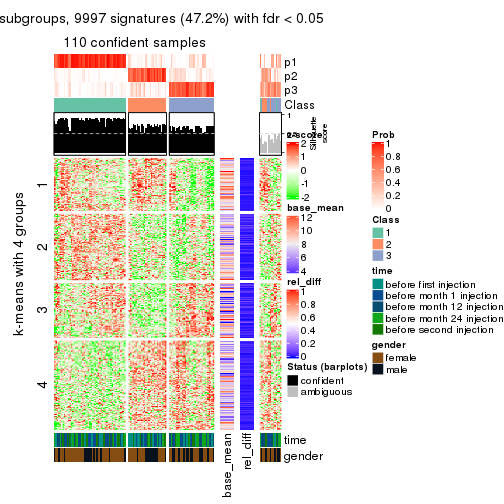 subgroups, 9997 signatures (47.2%) with fdr < 0.05
110 confident samples
p1
p2
p3
Class
1
Silhouette
score
z-score
2
1
0
-1
-2
base_mean
12
10
8
6
4
rel_diff
1
0.8
0.6
0.4
0.2
0
Status (barplots)
confident
ambiguous
Prob
1
0.8
0.6
0.4
0.2
0
Class
1
2
3
time
before first injection
before month 1 injection
before month 12 injection
before month 24 injection
before second injection
gender
female
male
k-means with 4 groups
1
2
3
4
time
gender
base_mean
rel_diff